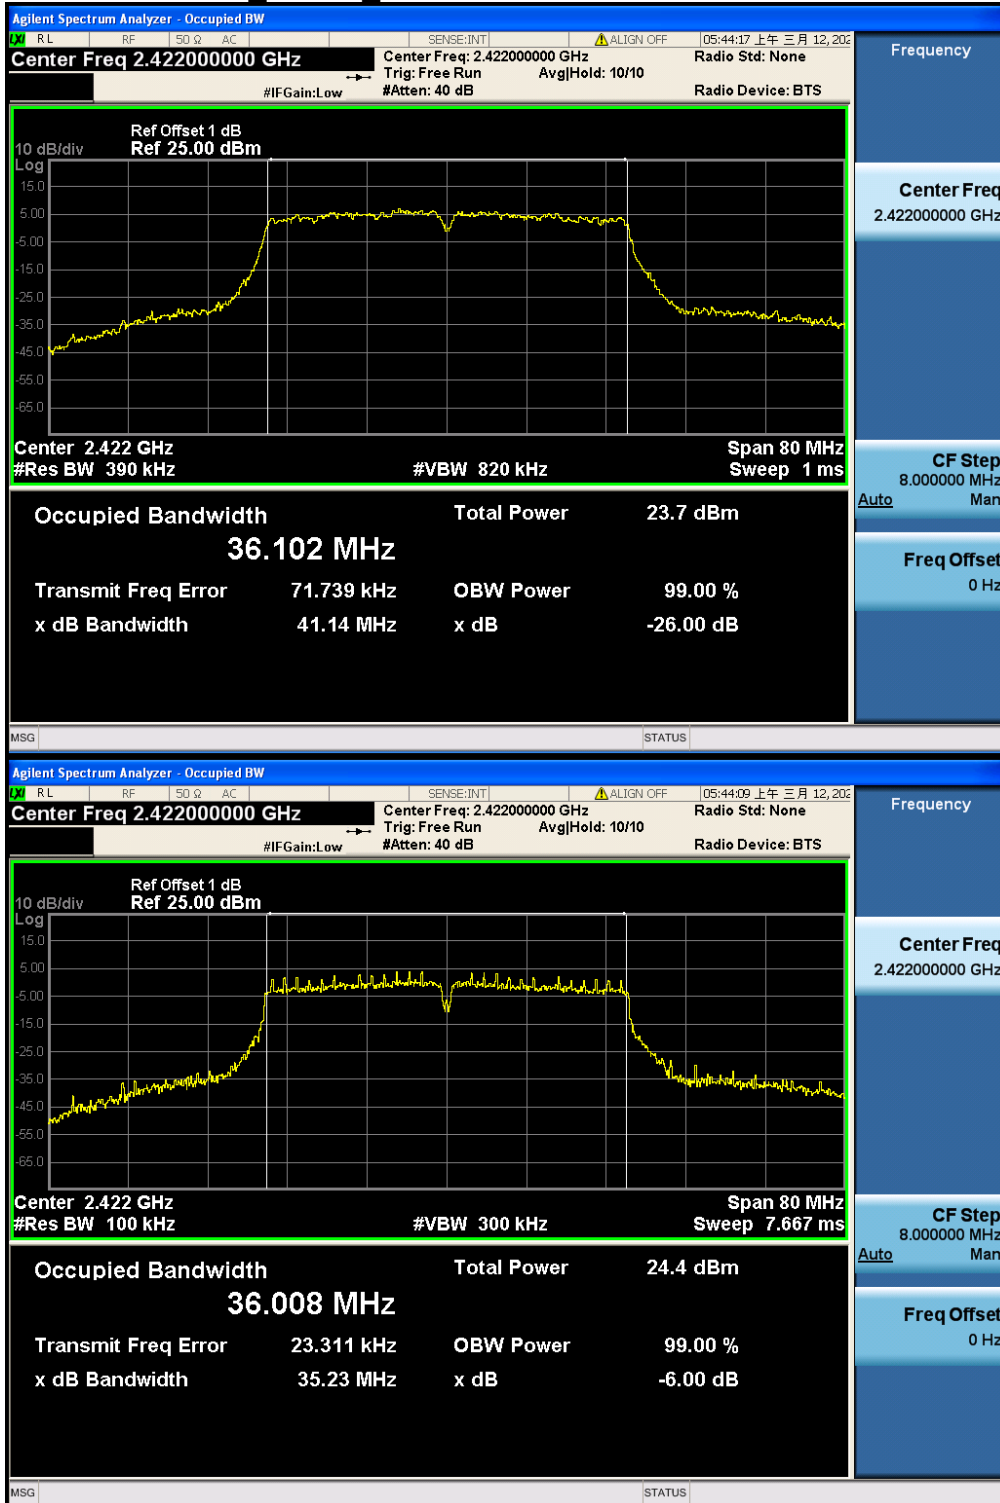 Agilent Spectrum Analyzer - Occupied BW
LXI RL RF 50 Ω AC SENSE:INT ALIGN OFF 05:44:17 上午 三月 12, 202
Center Freq 2.422000000 GHz
Center Freq: 2.422000000 GHz
Radio Std: None
Trig: Free Run Avg|Hold: 10/10
#IFGain:Low #Atten: 40 dB
Radio Device: BTS
Frequency
Ref Offset 1 dB
10 dB/div Ref 25.00 dBm
Log
15.0
5.00
-5.00
-15.0
-25.0
-35.0
-45.0
-55.0
-65.0
Center Freq
2.422000000 GHz
Center 2.422 GHz Span 80 MHz
#Res BW 390 kHz #VBW 820 kHz Sweep 1 ms
CF Step
8.000000 MHz
Auto Man
Occupied Bandwidth Total Power 23.7 dBm
36.102 MHz
Transmit Freq Error 71.739 kHz OBW Power 99.00 %
x dB Bandwidth 41.14 MHz x dB -26.00 dB
Freq Offset
0 Hz
MSG STATUS
Agilent Spectrum Analyzer - Occupied BW
LXI RL RF 50 Ω AC SENSE:INT ALIGN OFF 05:44:09 上午 三月 12, 202
Center Freq 2.422000000 GHz
Center Freq: 2.422000000 GHz
Radio Std: None
Trig: Free Run Avg|Hold: 10/10
#IFGain:Low #Atten: 40 dB
Radio Device: BTS
Frequency
Ref Offset 1 dB
10 dB/div Ref 25.00 dBm
Log
15.0
5.00
-5.00
-15.0
-25.0
-35.0
-45.0
-55.0
-65.0
Center Freq
2.422000000 GHz
Center 2.422 GHz Span 80 MHz
#Res BW 100 kHz #VBW 300 kHz Sweep 7.667 ms
CF Step
8.000000 MHz
Auto Man
Occupied Bandwidth Total Power 24.4 dBm
36.008 MHz
Transmit Freq Error 23.311 kHz OBW Power 99.00 %
x dB Bandwidth 35.23 MHz x dB -6.00 dB
Freq Offset
0 Hz
MSG STATUS